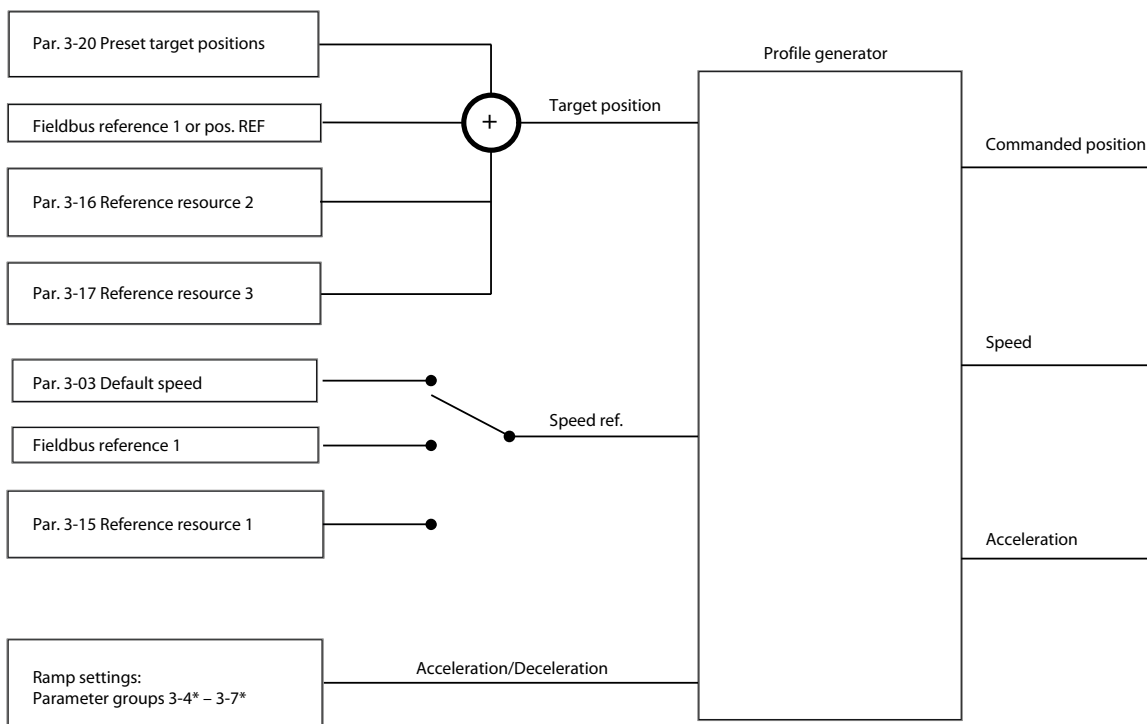 Par. 3-20 Preset target positions
Profile generator
Fieldbus reference 1 or pos. REF
+
Target position
Commanded position
Par. 3-16 Reference resource 2
Par. 3-17 Reference resource 3
Speed
Par. 3-03 Default speed
Speed ref.
Fieldbus reference 1
Par. 3-15 Reference resource 1
Acceleration
Acceleration/Deceleration
Ramp settings:
Parameter groups 3-4* – 3-7*